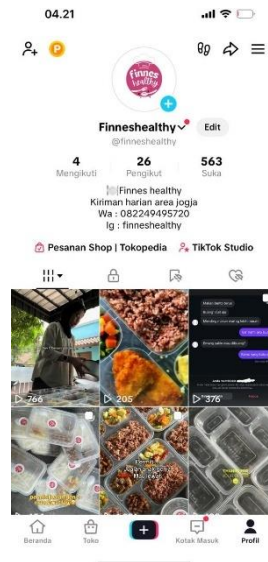 04.21
finnes
healthy
Finneshealthy
Edit
@finneshealthy
4
Mengikuti
26
Pengikut
563
Suka
🍽️Finnes healthy
Kiriman harian area jogja
Wa : 082249495720
Ig : finneshealthy
Pesanan Shop | Tokopedia
TikTok Studio
766
205
376
Beranda
Toko
Kotak Masuk
Profil